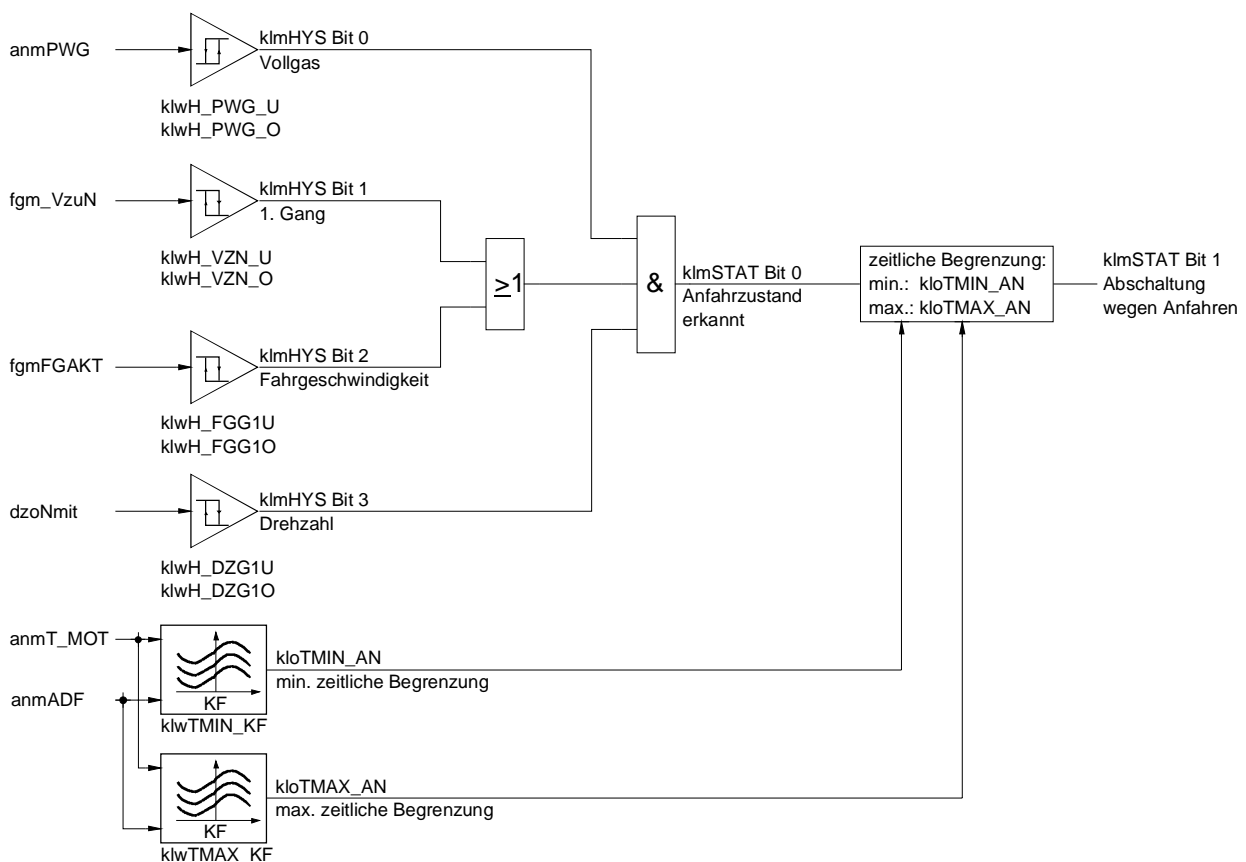 anmPWG
klmHYS Bit 0
Vollgas
klwH_PWG_U
klwH_PWG_O
fgm_VzuN
klmHYS Bit 1
1. Gang
klwH_VZN_U
klwH_VZN_O
≥1
&
klmSTAT Bit 0
Anfahrzustand
erkannt
zeitliche Begrenzung:
min.: kloTMIN_AN
max.: kloTMAX_AN
klmSTAT Bit 1
Abschaltung
wegen Anfahren
fgmFGAKT
klmHYS Bit 2
Fahrgeschwindigkeit
klwH_FGG1U
klwH_FGG1O
dzoNmit
klmHYS Bit 3
Drehzahl
klwH_DZG1U
klwH_DZG1O
anmT_MOT
anmADF
KF
klwTMIN_KF
kloTMIN_AN
min. zeitliche Begrenzung
KF
klwTMAX_KF
kloTMAX_AN
max. zeitliche Begrenzung